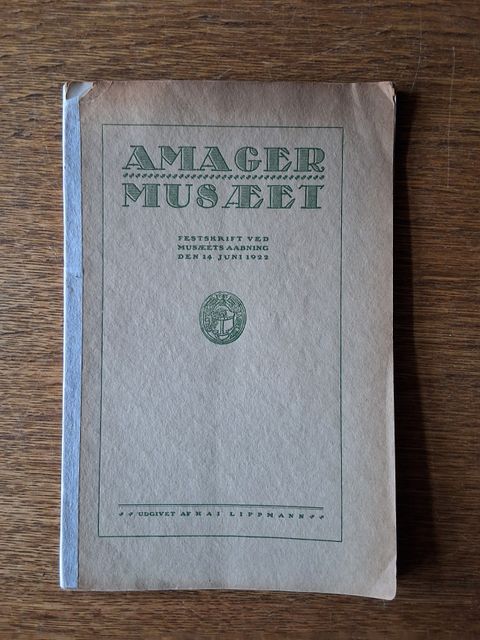 AMAGER
MUSÆET
FESTSKRIFT VED
MUSÆETS AABNING
DEN 14 JUNI 1922
UDGIVET AF KAI LIPPMANN